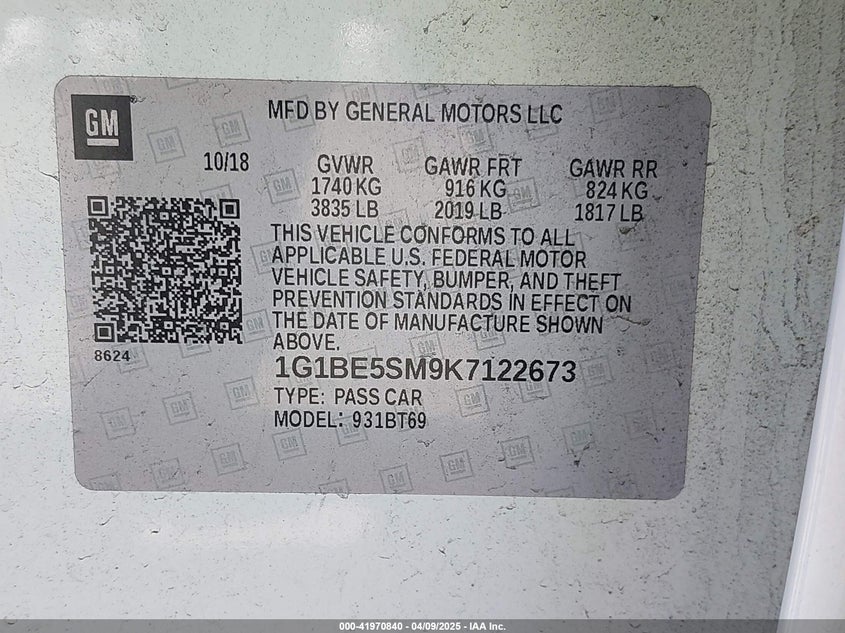 GM
MFD BY GENERAL MOTORS LLC
10/18 GVWR GAWR FRT GAWR RR
1740 KG 916 KG 824 KG
3835 LB 2019 LB 1817 LB
THIS VEHICLE CONFORMS TO ALL
APPLICABLE U.S. FEDERAL MOTOR
VEHICLE SAFETY, BUMPER, AND THEFT
PREVENTION STANDARDS IN EFFECT ON
THE DATE OF MANUFACTURE SHOWN
ABOVE.
8624
1G1BE5SM9K7122673
TYPE: PASS CAR
MODEL: 931BT69
000-41970840 - 04/09/2025 - IAA Inc.